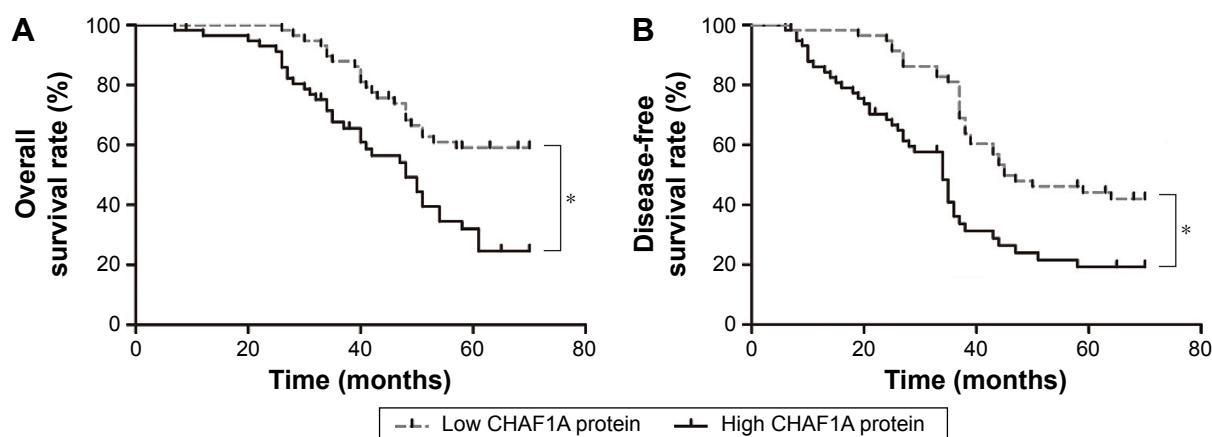 A
Overall
survival rate (%)
100
80
60
40
20
0
*
0 20 40 60 80
Time (months)
B
Disease-free
survival rate (%)
100
80
60
40
20
0
*
0 20 40 60 80
Time (months)
Low CHAF1A protein High CHAF1A protein